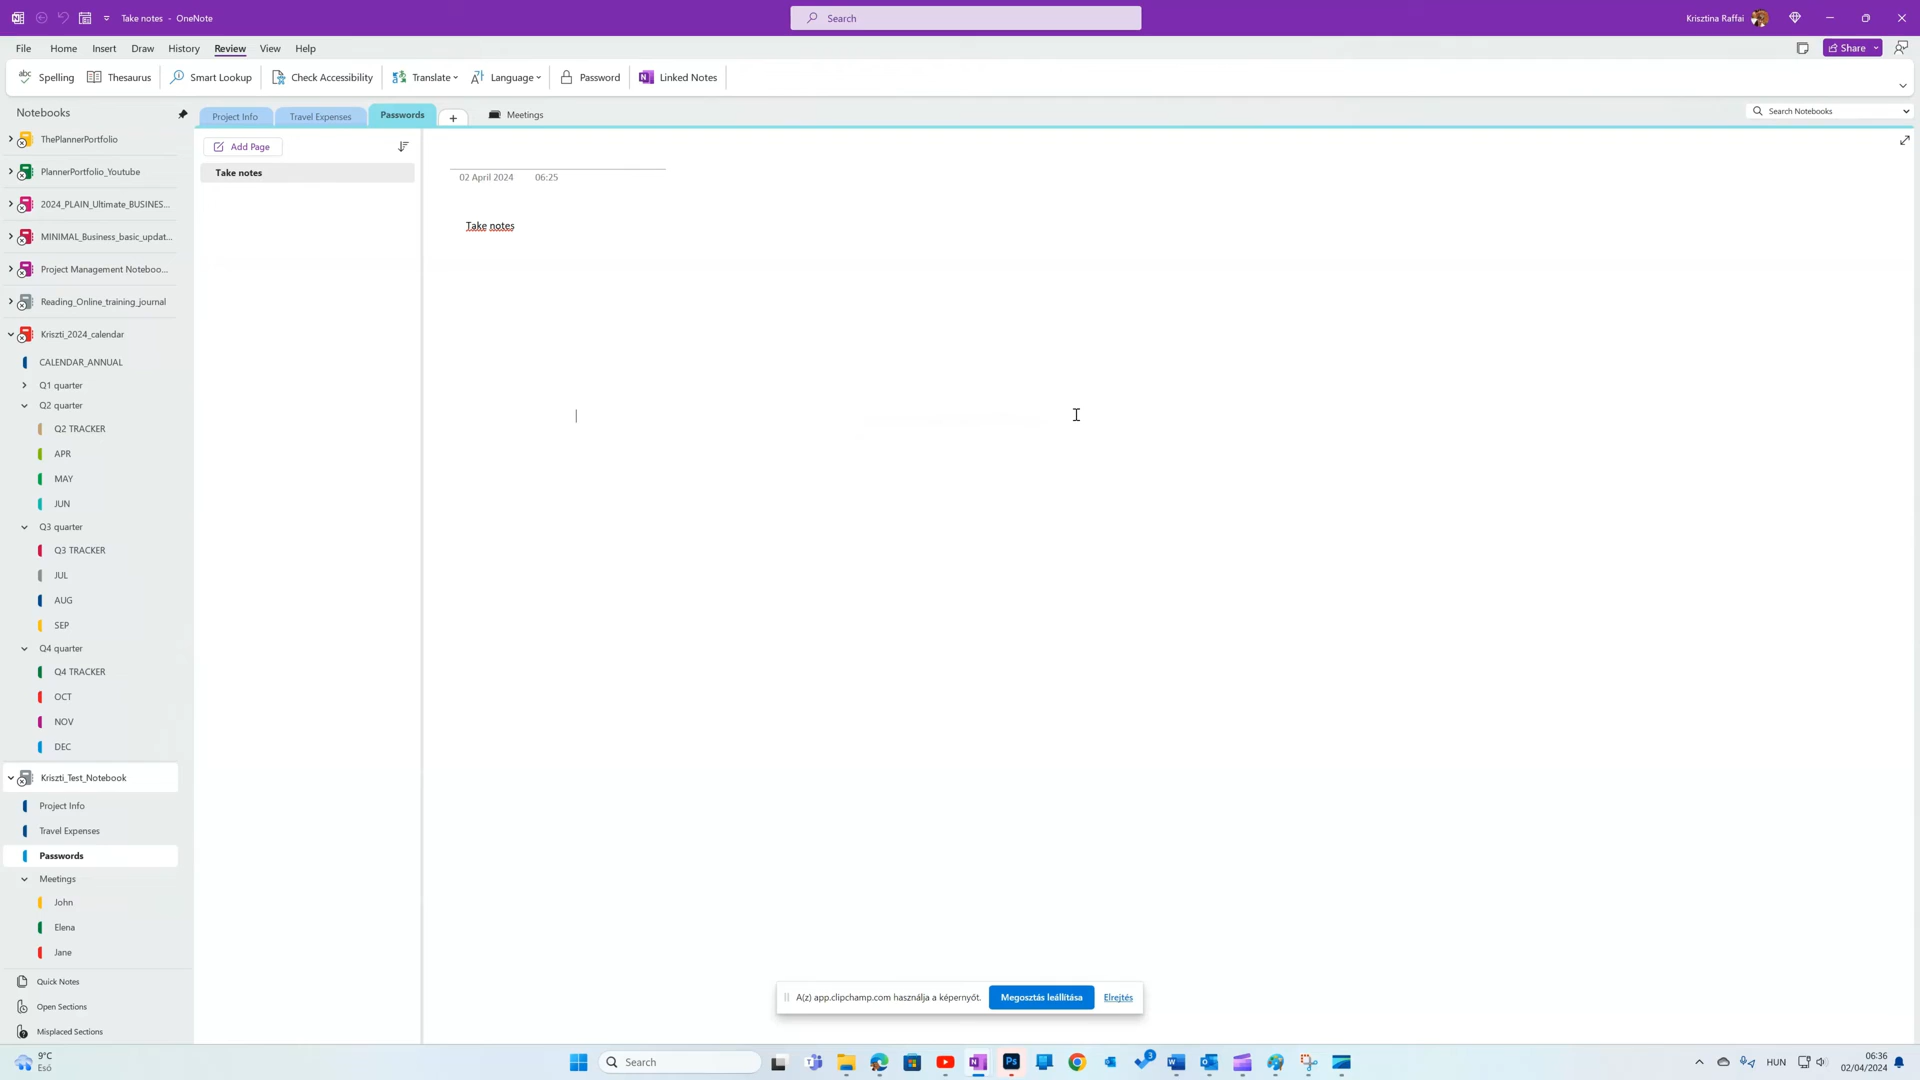 Take notes - OneNote
Search
Krisztina Raffai
File Home Insert Draw History Review View Help
Share
abc Spelling Thesaurus Smart Lookup Check Accessibility Translate Language Password Linked Notes
Notebooks
Project Info Travel Expenses Passwords + Meetings
Search Notebooks
ThePlannerPortfolio
PlannerPortfolio_Youtube
2024_PLAIN_Ultimate_BUSINES...
MINIMAL_Business_basic_updat...
Project Management Noteboo...
Reading_Online_training_journal
Kriszti_2024_calendar
CALENDAR_ANNUAL
Q1 quarter
Q2 quarter
Q2 TRACKER
APR
MAY
JUN
Q3 quarter
Q3 TRACKER
JUL
AUG
SEP
Q4 quarter
Q4 TRACKER
OCT
NOV
DEC
Kriszti_Test_Notebook
Project Info
Travel Expenses
Passwords
Meetings
John
Elena
Jane
Quick Notes
Open Sections
Misplaced Sections
Add Page
Take notes
02 April 2024 06:25
Take notes
A(z) app.clipchamp.com használja a képernyőt. Megosztás leállítása Elrejtés
9°C
Eső
Search
Ps
3
HUN
06:36
02/04/2024